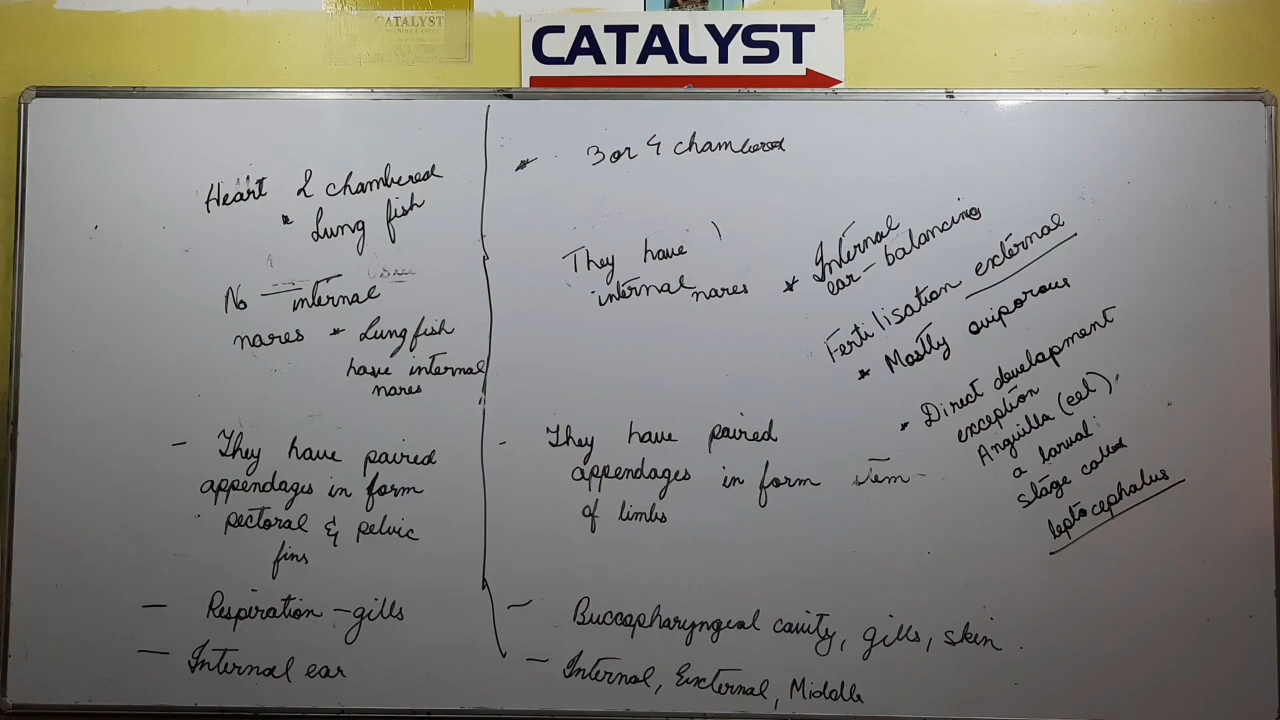 CATALYST
CATALYST
Heart 2 chambered
* Lung fish
No internal
nares * Lungfish
have internal
nares
- They have paired
appendages in form
pectoral & pelvic
fins
- Respiration - gills
- Internal ear
* 3 or 4 chambered
They have
internal nares
* Internal
ear - balancing
Fertilisation external
* Mostly oviporous
* Direct development
exception
Anguilla (eel),
a larval
stage called
leptocephalus
- They have paired
appendages in form
of limbs
- Buccopharyngeal cavity, gills, skin
- Internal, External, Middle